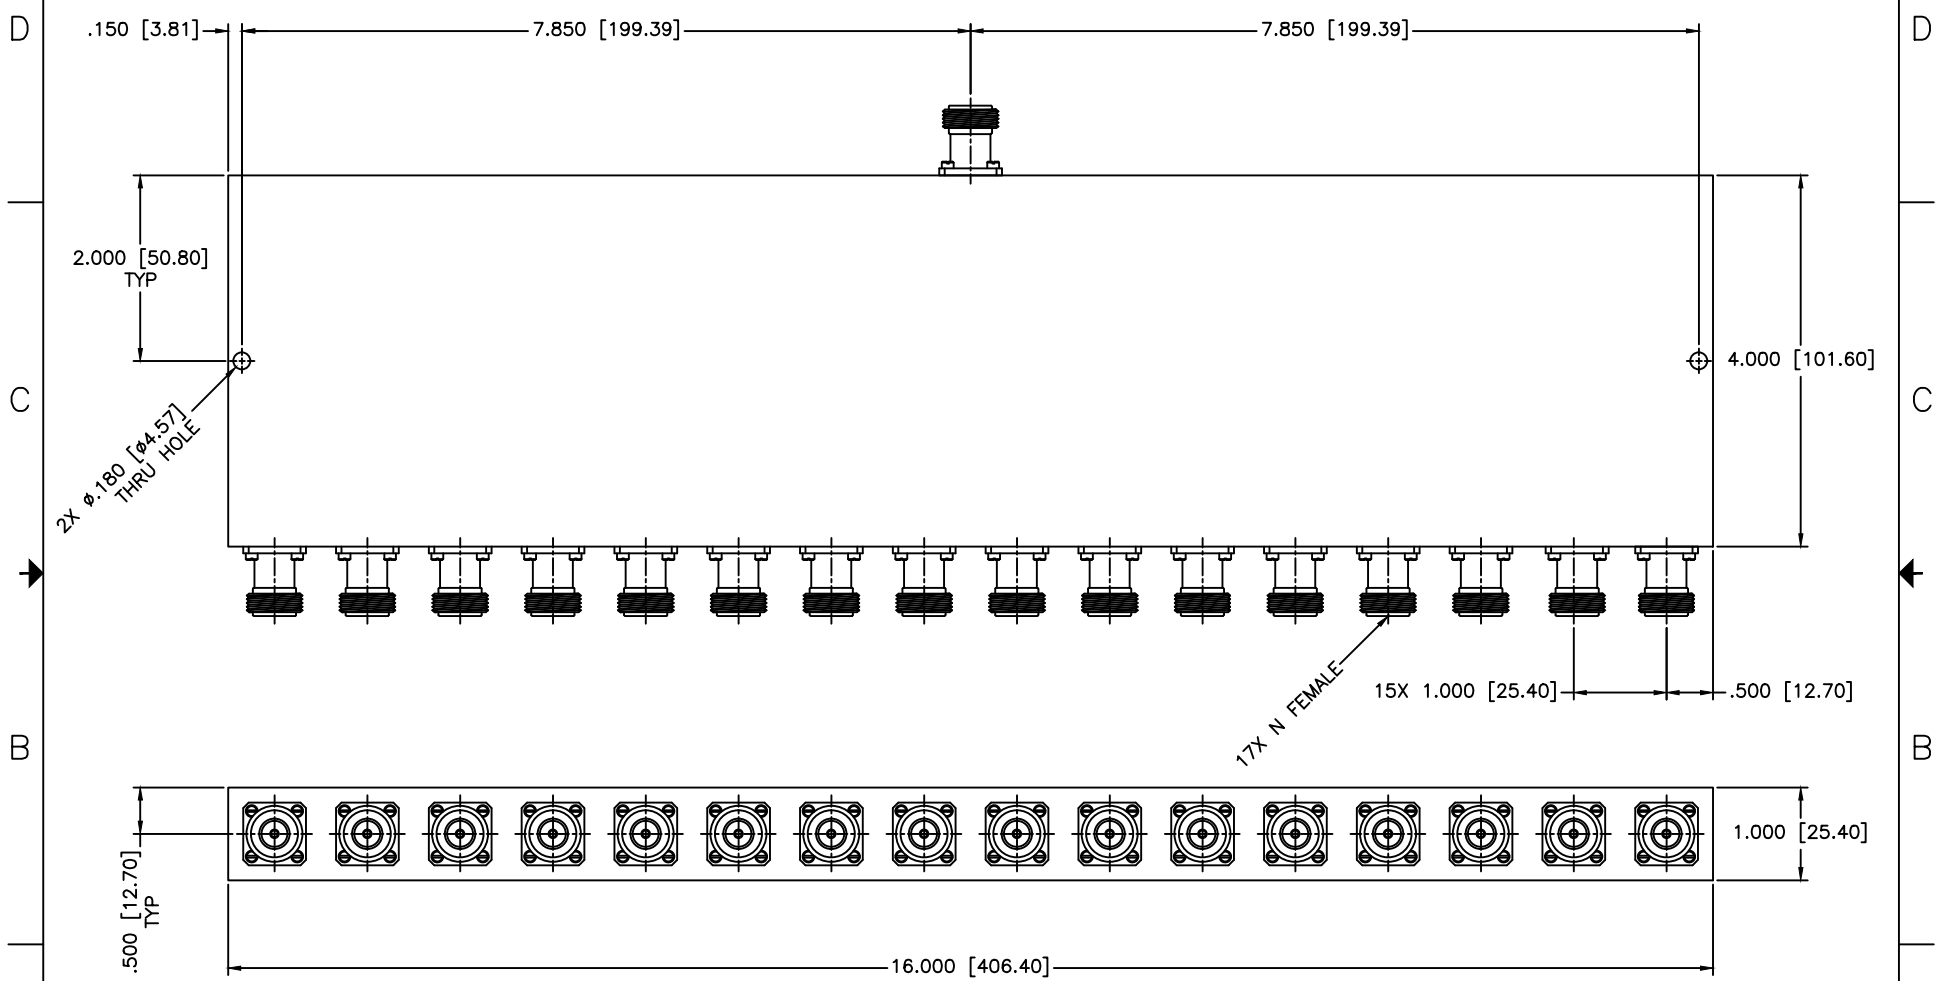 D
.150 [3.81]
7.850 [199.39]
7.850 [199.39]
D
2.000 [50.80]
TYP
4.000 [101.60]
C
C
2X ø.180 [ø4.57]
THRU HOLE
15X 1.000 [25.40]
.500 [12.70]
17X N FEMALE
B
B
1.000 [25.40]
.500 [12.70]
TYP
16.000 [406.40]